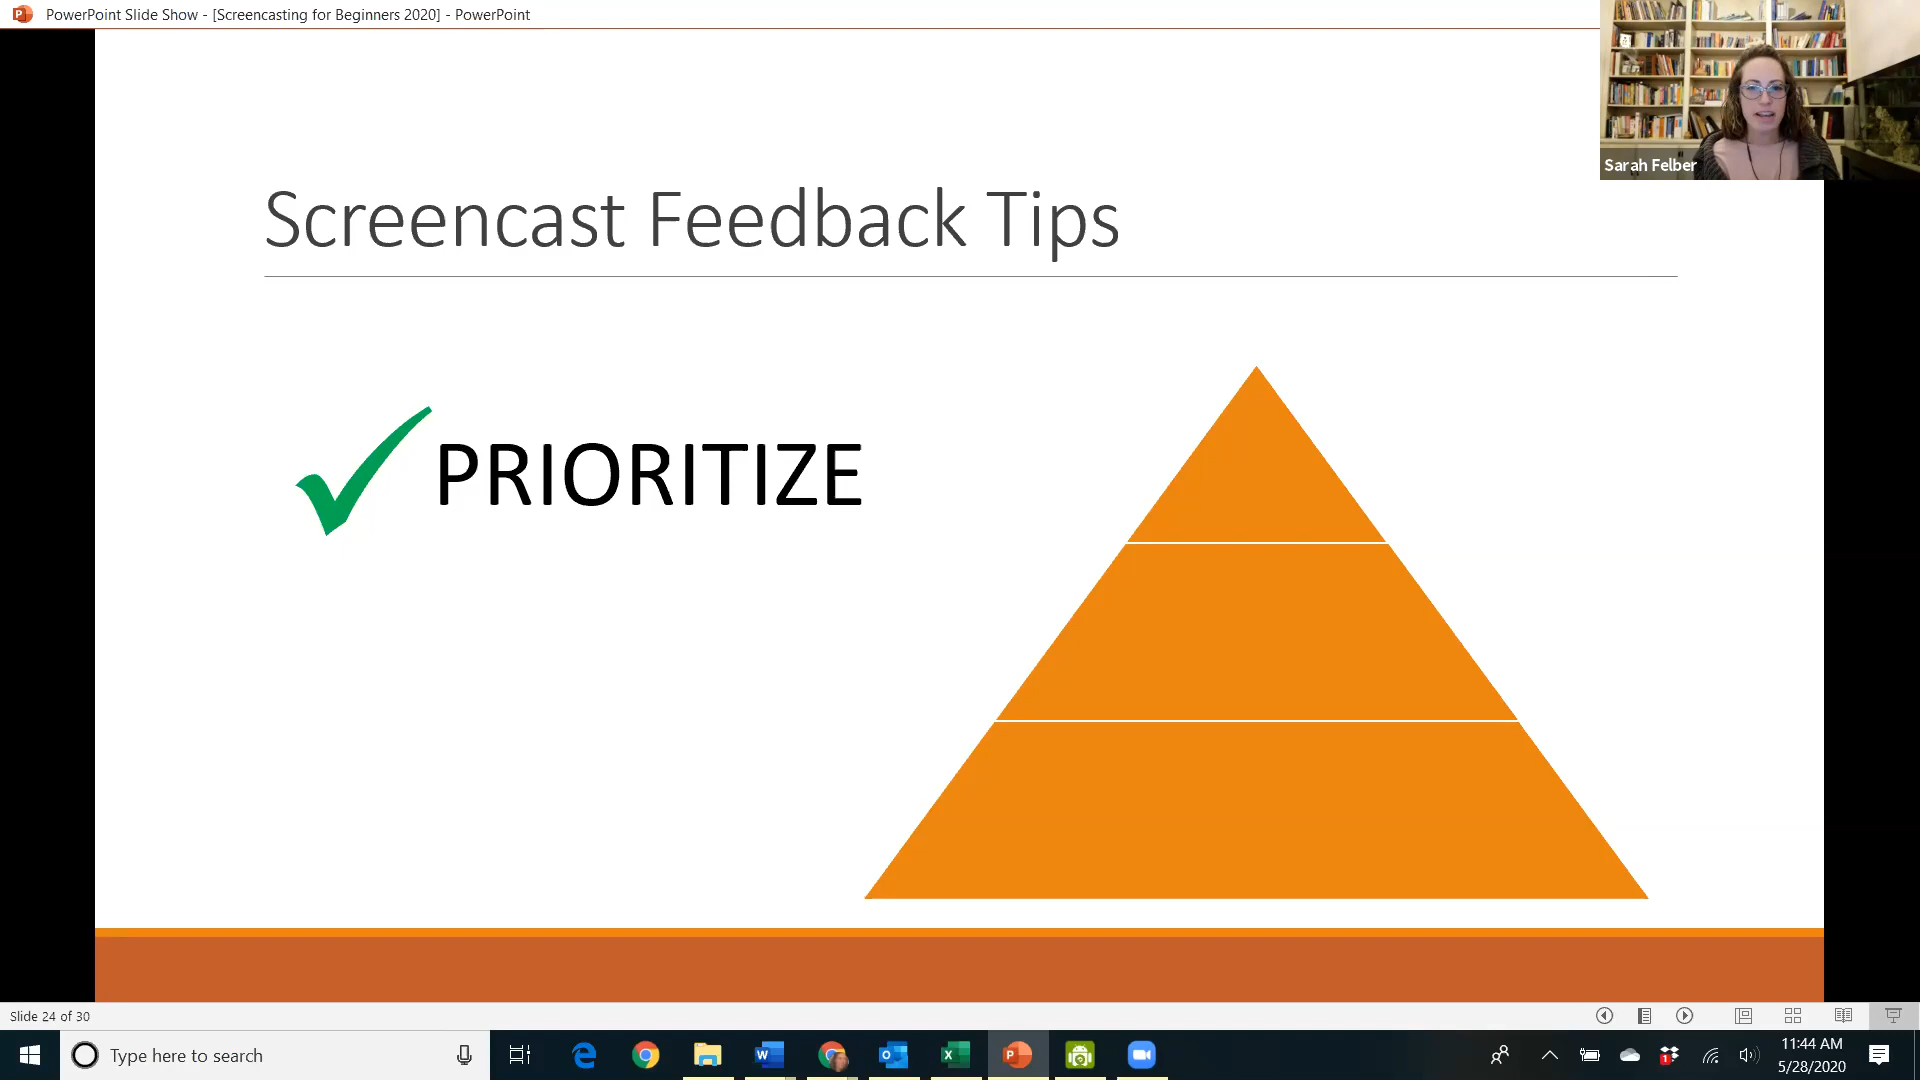 PowerPoint Slide Show - [Screencasting for Beginners 2020] - PowerPoint
Sarah Felber
Screencast Feedback Tips
PRIORITIZE
Slide 24 of 30
Type here to search
11:44 AM
5/28/2020